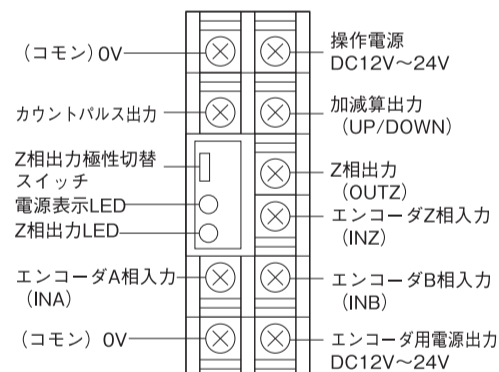 (コモン)0V
操作電源
DC12V～24V
カウントパルス出力
加減算出力
(UP/DOWN)
Z相出力極性切替
スイッチ
電源表示LED
Z相出力LED
Z相出力
(OUTZ)
エンコーダZ相入力
(INZ)
エンコーダA相入力
(INA)
エンコーダB相入力
(INB)
(コモン) 0V
エンコーダ用電源出力
DC12V～24V